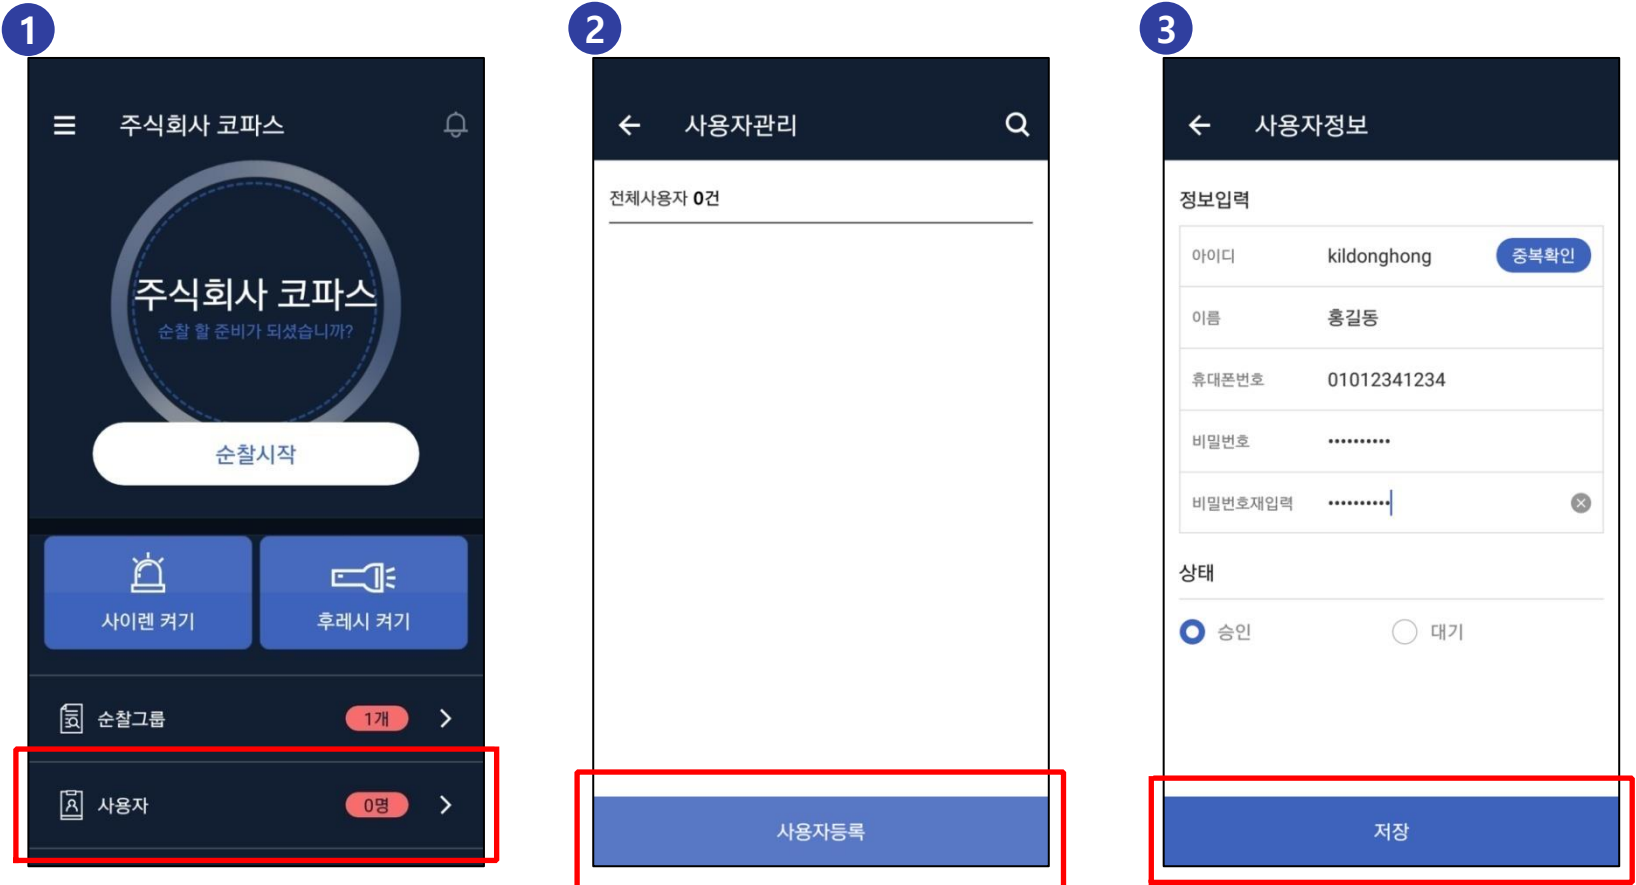 1
주식회사 코파스
주식회사 코파스
순찰 할 준비가 되셨습니까?
순찰시작
사이렌 켜기
후레시 켜기
순찰그룹 1개
사용자 0명
2
사용자관리
전체사용자 0건
사용자등록
3
사용자정보
정보입력
아이디 kildonghong 중복확인
이름 홍길동
휴대폰번호 01012341234
비밀번호 ••••••••••
비밀번호재입력 ••••••••••
상태
승인 대기
저장